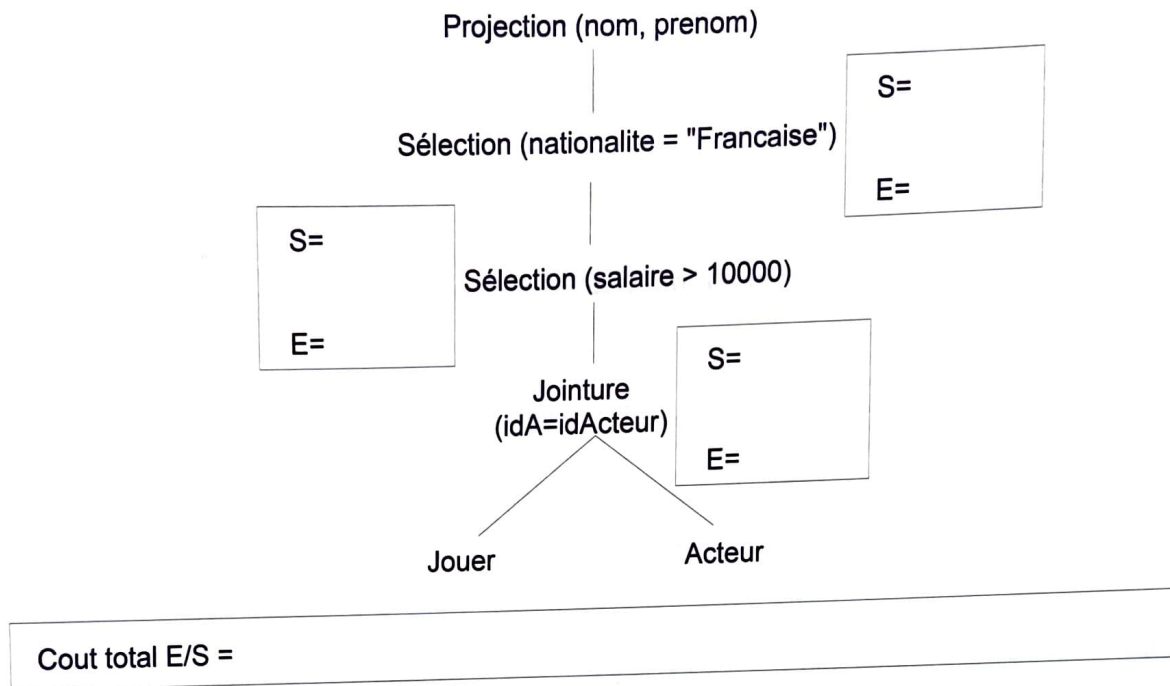 Projection (nom, prenom)
S=
Sélection (nationalite = "Francaise")
E=
S=
Sélection (salaire > 10000)
E=
S=
Jointure
(idA=idActeur)
E=
Jouer
Acteur
Cout total E/S =